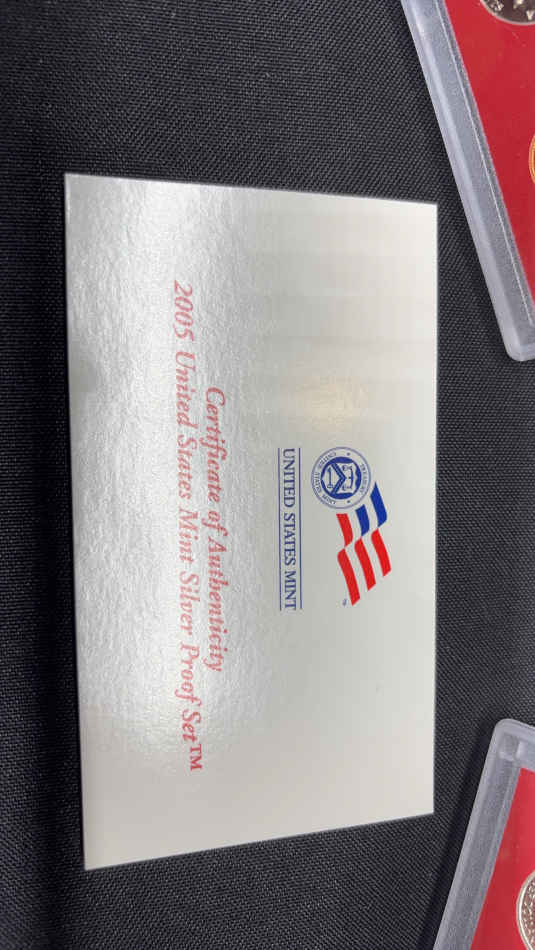 UNITED STATES MINT
Certificate of Authenticity
2005 United States Mint Silver Proof Set™